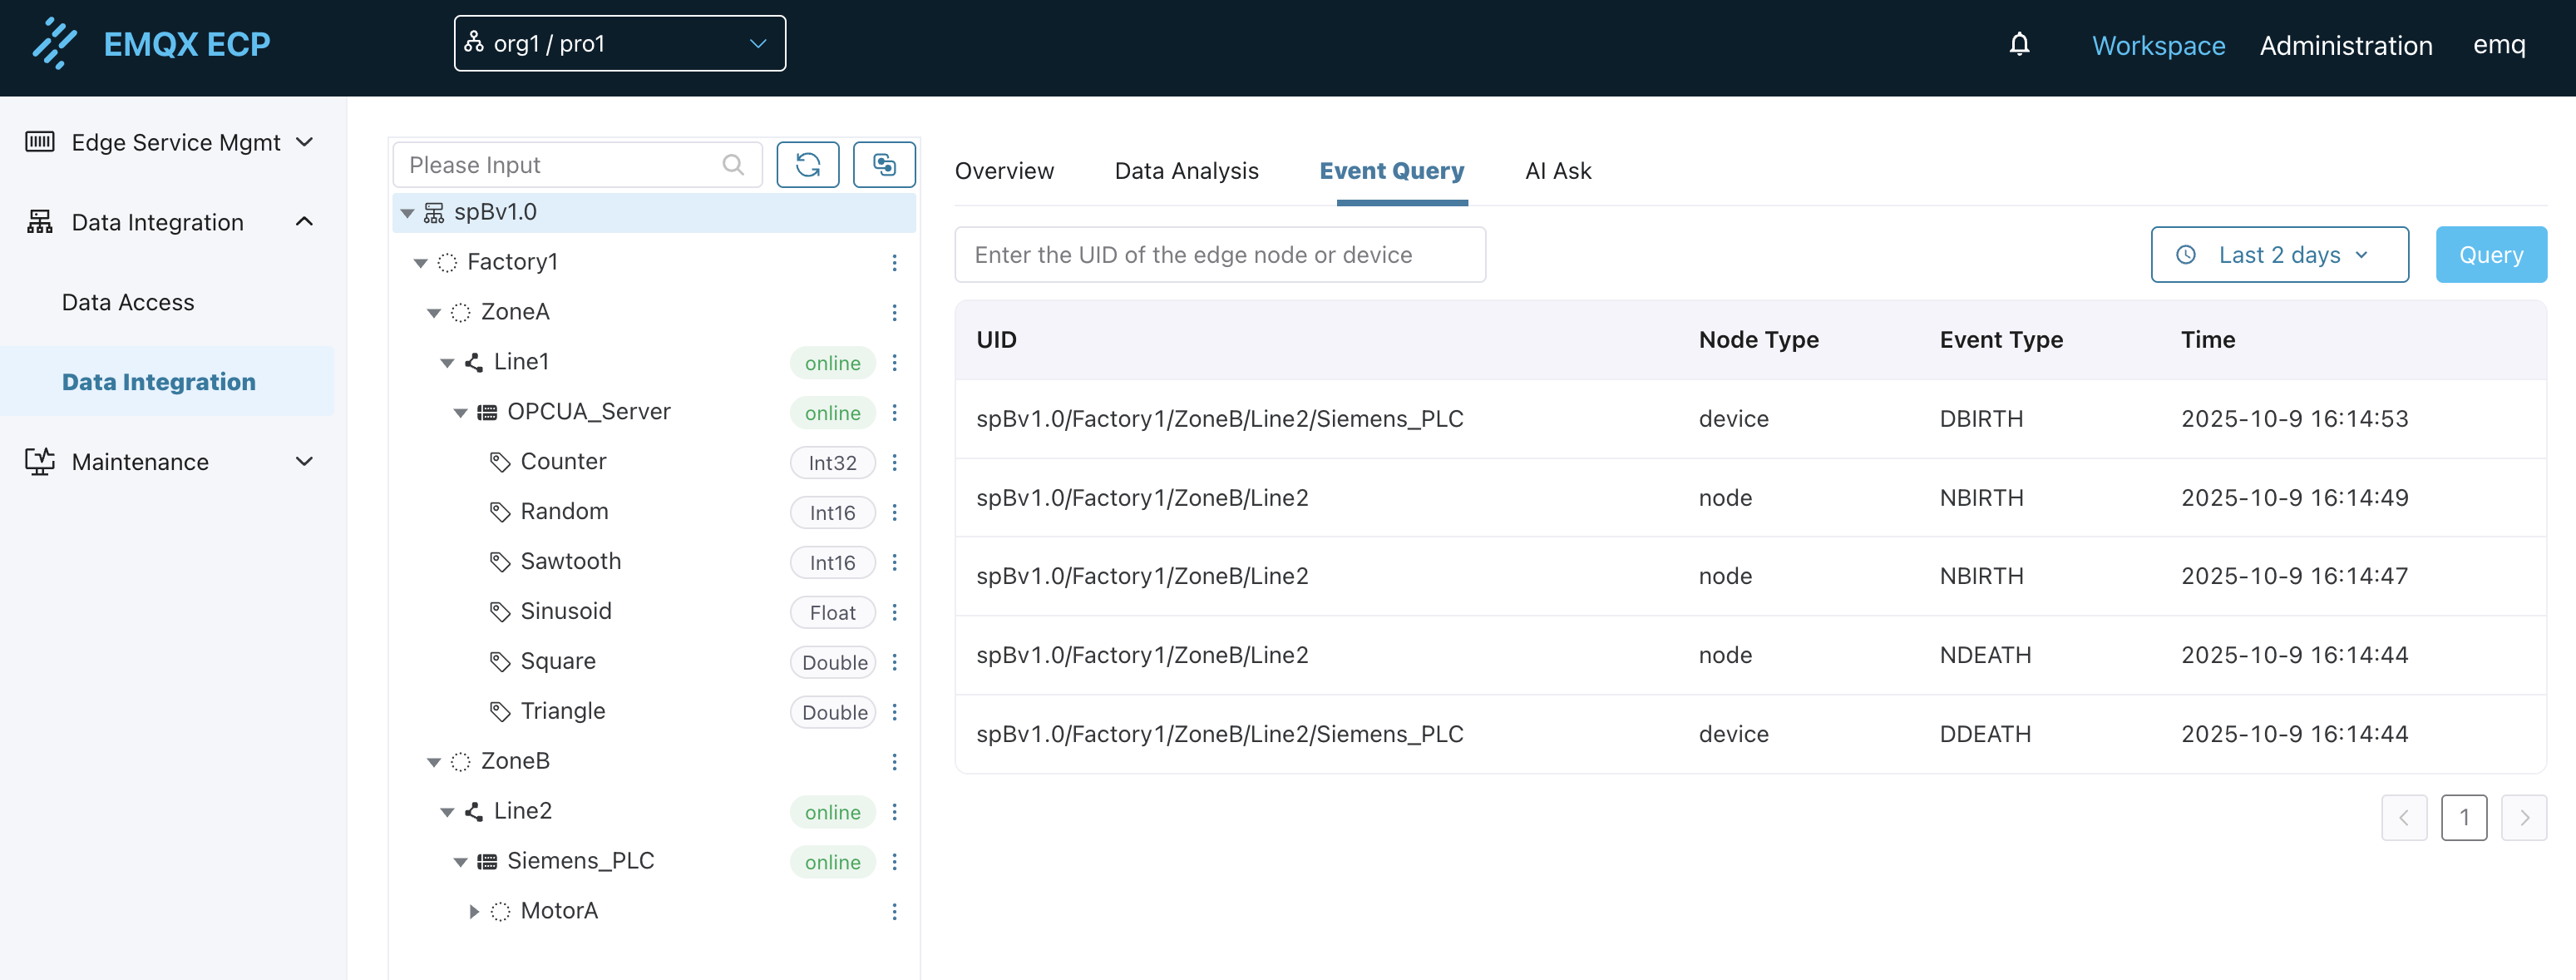 EMQX ECP
org1 / pro1
Workspace
Administration
emq
Edge Service Mgmt
Data Integration
Data Access
Data Integration
Maintenance
Please Input
spBv1.0
Factory1
ZoneA
Line1 online
OPCUA_Server online
Counter Int32
Random Int16
Sawtooth Int16
Sinusoid Float
Square Double
Triangle Double
ZoneB
Line2 online
Siemens_PLC online
MotorA
Overview Data Analysis Event Query AI Ask
Enter the UID of the edge node or device
Last 2 days
Query
UID Node Type Event Type Time
spBv1.0/Factory1/ZoneB/Line2/Siemens_PLC device DBIRTH 2025-10-9 16:14:53
spBv1.0/Factory1/ZoneB/Line2 node NBIRTH 2025-10-9 16:14:49
spBv1.0/Factory1/ZoneB/Line2 node NBIRTH 2025-10-9 16:14:47
spBv1.0/Factory1/ZoneB/Line2 node NDEATH 2025-10-9 16:14:44
spBv1.0/Factory1/ZoneB/Line2/Siemens_PLC device DDEATH 2025-10-9 16:14:44
1